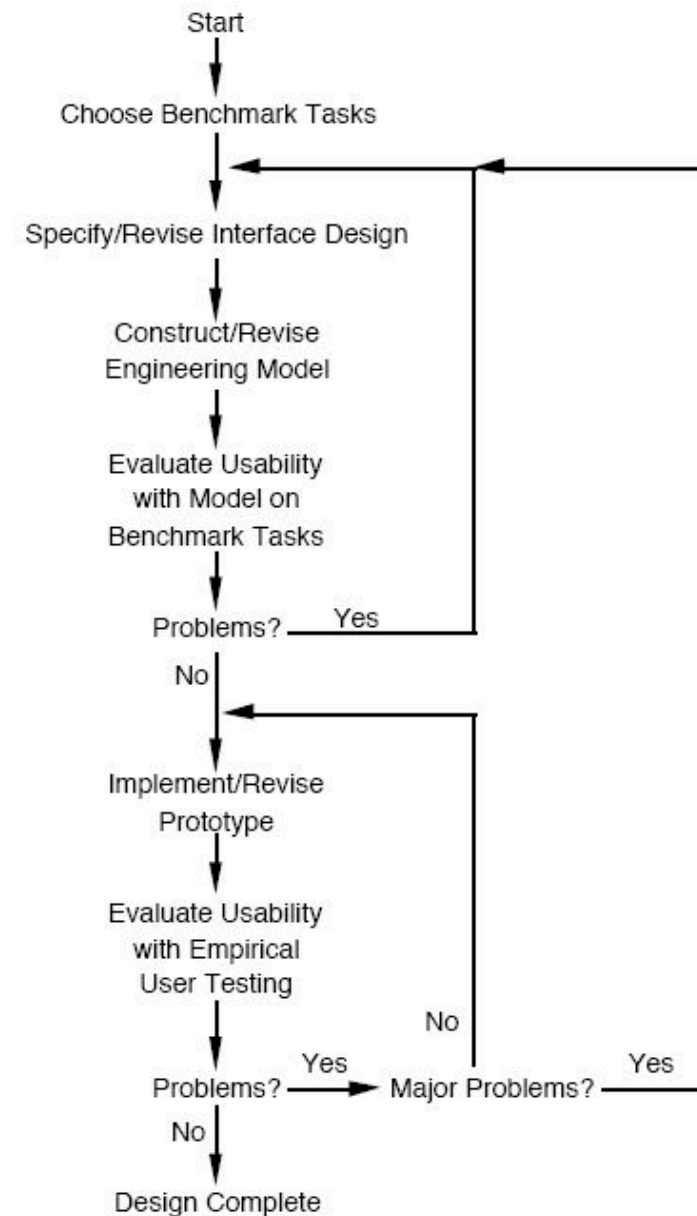 Start
Choose Benchmark Tasks
Specify/Revise Interface Design
Construct/Revise
Engineering Model
Evaluate Usability
with Model on
Benchmark Tasks
Problems?
Yes
No
Implement/Revise
Prototype
Evaluate Usability
with Empirical
User Testing
No
Problems?
Yes
Major Problems?
Yes
No
Design Complete